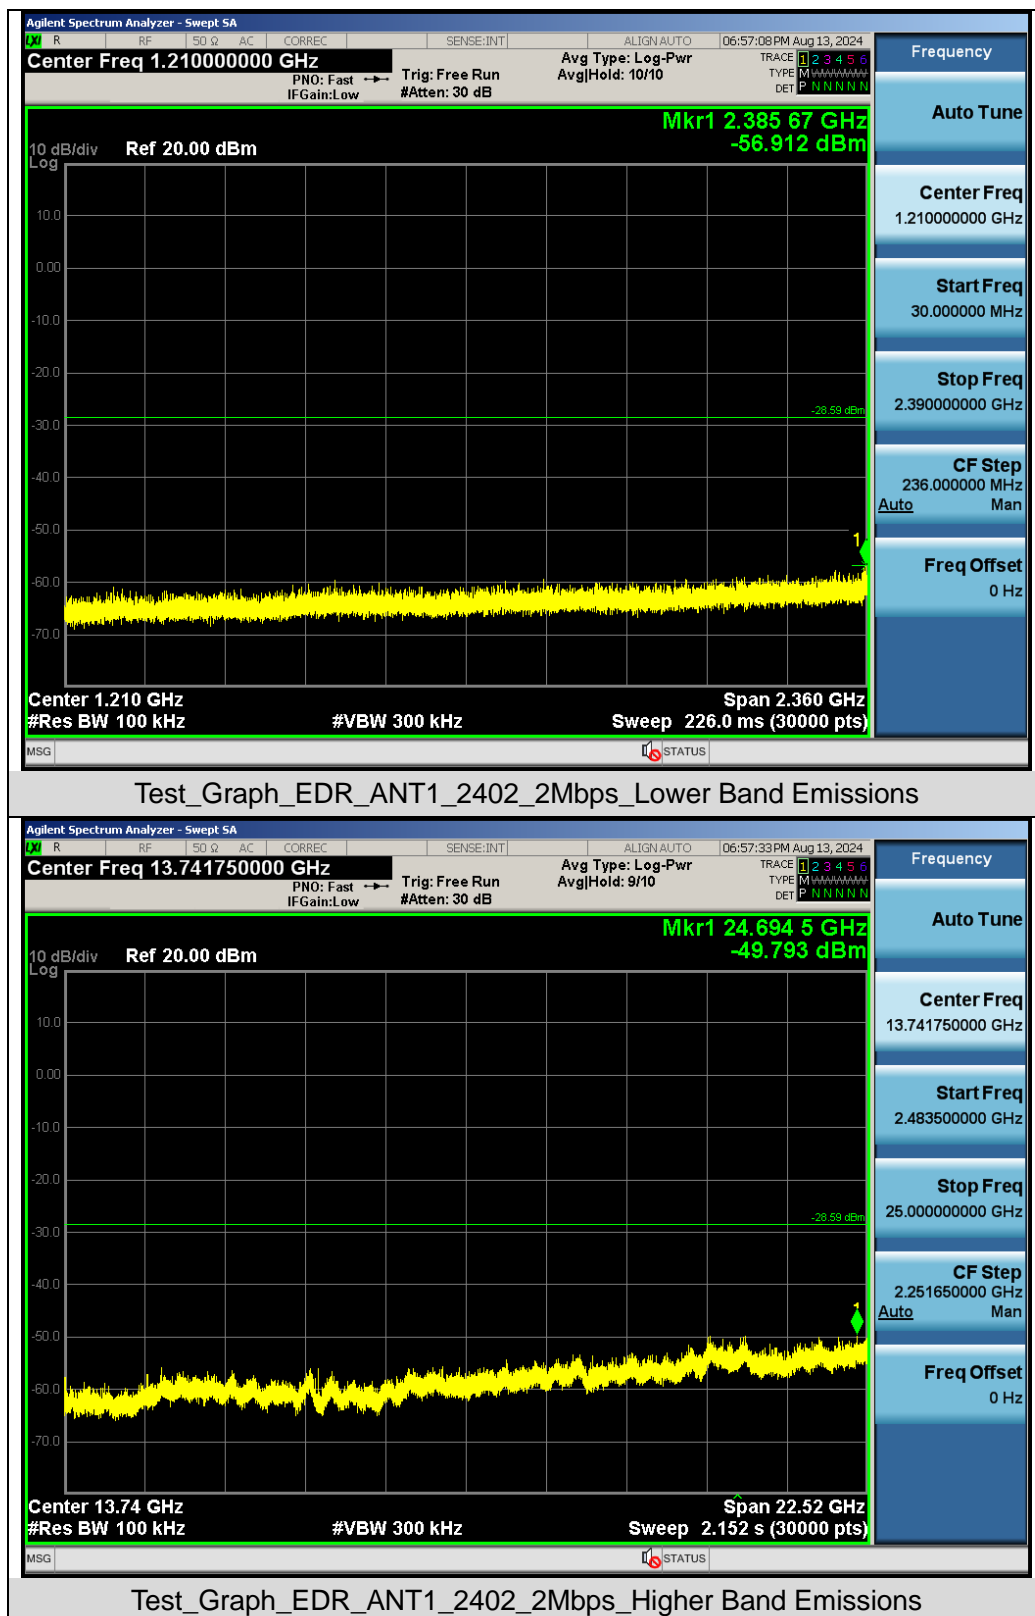 Agilent Spectrum Analyzer - Swept SA
LXI R RF 50 Ω AC CORREC SENSE:INT ALIGN AUTO 06:57:08 PM Aug 13, 2024
Center Freq 1.210000000 GHz
PNO: Fast
IFGain:Low
Trig: Free Run
#Atten: 30 dB
Avg Type: Log-Pwr
Avg|Hold: 10/10
TRACE 1 2 3 4 5 6
TYPE M W W W W W
DET P N N N N N
Mkr1 2.385 67 GHz
-56.912 dBm
10 dB/div Ref 20.00 dBm
Log
10.0
0.00
-10.0
-20.0
-28.59 dBm
-30.0
-40.0
-50.0
1
-60.0
-70.0
Center 1.210 GHz Span 2.360 GHz
#Res BW 100 kHz #VBW 300 kHz Sweep 226.0 ms (30000 pts)
MSG STATUS
Frequency
Auto Tune
Center Freq
1.210000000 GHz
Start Freq
30.000000 MHz
Stop Freq
2.390000000 GHz
CF Step
236.000000 MHz
Auto Man
Freq Offset
0 Hz
Test_Graph_EDR_ANT1_2402_2Mbps_Lower Band Emissions
Agilent Spectrum Analyzer - Swept SA
LXI R RF 50 Ω AC CORREC SENSE:INT ALIGN AUTO 06:57:33 PM Aug 13, 2024
Center Freq 13.741750000 GHz
PNO: Fast
IFGain:Low
Trig: Free Run
#Atten: 30 dB
Avg Type: Log-Pwr
Avg|Hold: 9/10
TRACE 1 2 3 4 5 6
TYPE M W W W W W
DET P N N N N N
Mkr1 24.694 5 GHz
-49.793 dBm
10 dB/div Ref 20.00 dBm
Log
10.0
0.00
-10.0
-20.0
-28.59 dBm
-30.0
-40.0
1
-50.0
-60.0
-70.0
Center 13.74 GHz Span 22.52 GHz
#Res BW 100 kHz #VBW 300 kHz Sweep 2.152 s (30000 pts)
MSG STATUS
Frequency
Auto Tune
Center Freq
13.741750000 GHz
Start Freq
2.483500000 GHz
Stop Freq
25.000000000 GHz
CF Step
2.251650000 GHz
Auto Man
Freq Offset
0 Hz
Test_Graph_EDR_ANT1_2402_2Mbps_Higher Band Emissions